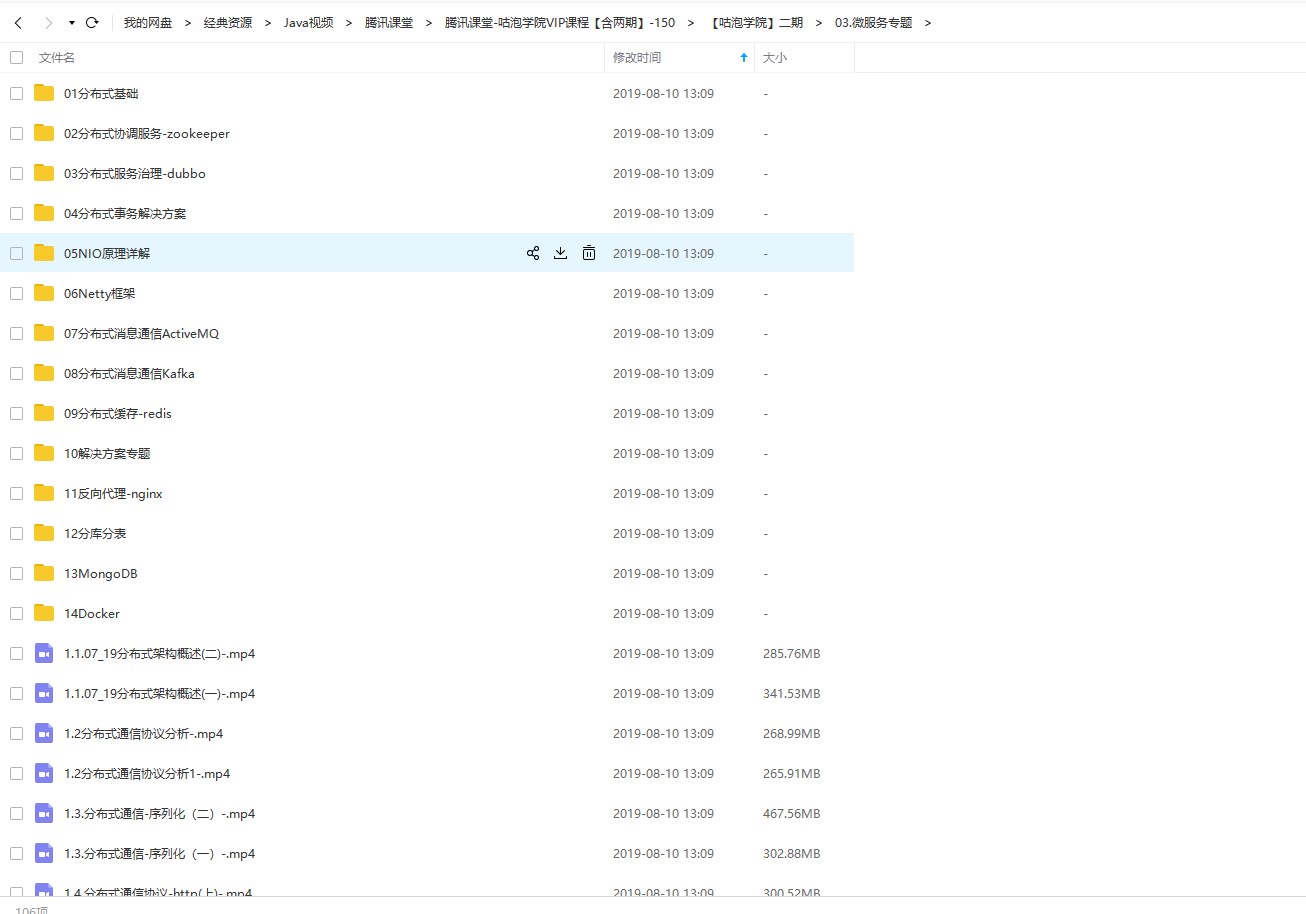 我的网盘 > 经典资源 > Java视频 > 腾讯课堂 > 腾讯课堂-咕泡学院VIP课程【含两期】-150 > 【咕泡学院】二期 > 03.微服务专题 >
文件名 修改时间 大小
01分布式基础 2019-08-10 13:09 -
02分布式协调服务-zookeeper 2019-08-10 13:09 -
03分布式服务治理-dubbo 2019-08-10 13:09 -
04分布式事务解决方案 2019-08-10 13:09 -
05NIO原理详解 2019-08-10 13:09 -
06Netty框架 2019-08-10 13:09 -
07分布式消息通信ActiveMQ 2019-08-10 13:09 -
08分布式消息通信Kafka 2019-08-10 13:09 -
09分布式缓存-redis 2019-08-10 13:09 -
10解决方案专题 2019-08-10 13:09 -
11反向代理-nginx 2019-08-10 13:09 -
12分库分表 2019-08-10 13:09 -
13MongoDB 2019-08-10 13:09 -
14Docker 2019-08-10 13:09 -
1.1.07_19分布式架构概述(二)-.mp4 2019-08-10 13:09 285.76MB
1.1.07_19分布式架构概述(一)-.mp4 2019-08-10 13:09 341.53MB
1.2分布式通信协议分析-.mp4 2019-08-10 13:09 268.99MB
1.2分布式通信协议分析1-.mp4 2019-08-10 13:09 265.91MB
1.3.分布式通信-序列化（二）-.mp4 2019-08-10 13:09 467.56MB
1.3.分布式通信-序列化（一）-.mp4 2019-08-10 13:09 302.88MB
1.4.分布式通信协议-http(上)-.mp4 2019-08-10 13:09 300.52MB
106项